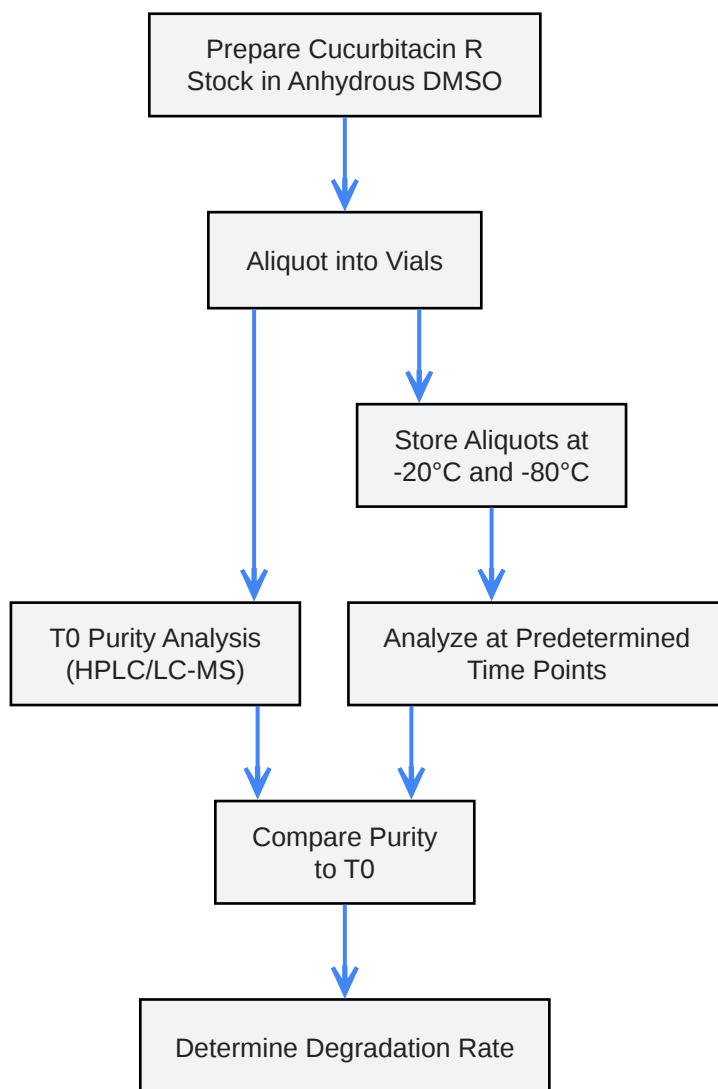 Prepare Cucurbitacin R
Stock in Anhydrous DMSO
Aliquot into Vials
Store Aliquots at
-20°C and -80°C
T0 Purity Analysis
(HPLC/LC-MS)
Analyze at Predetermined
Time Points
Compare Purity
to T0
Determine Degradation Rate